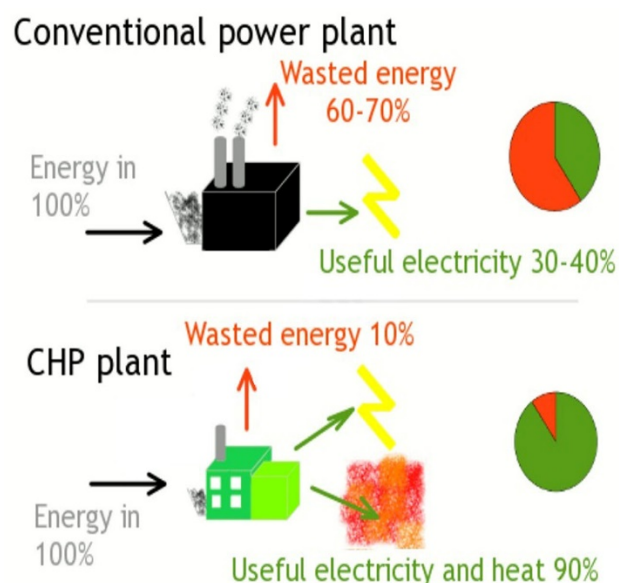 Conventional power plant
Wasted energy
60-70%
Energy in
100%
Useful electricity 30-40%
Wasted energy 10%
CHP plant
Energy in
100%
Useful electricity and heat 90%